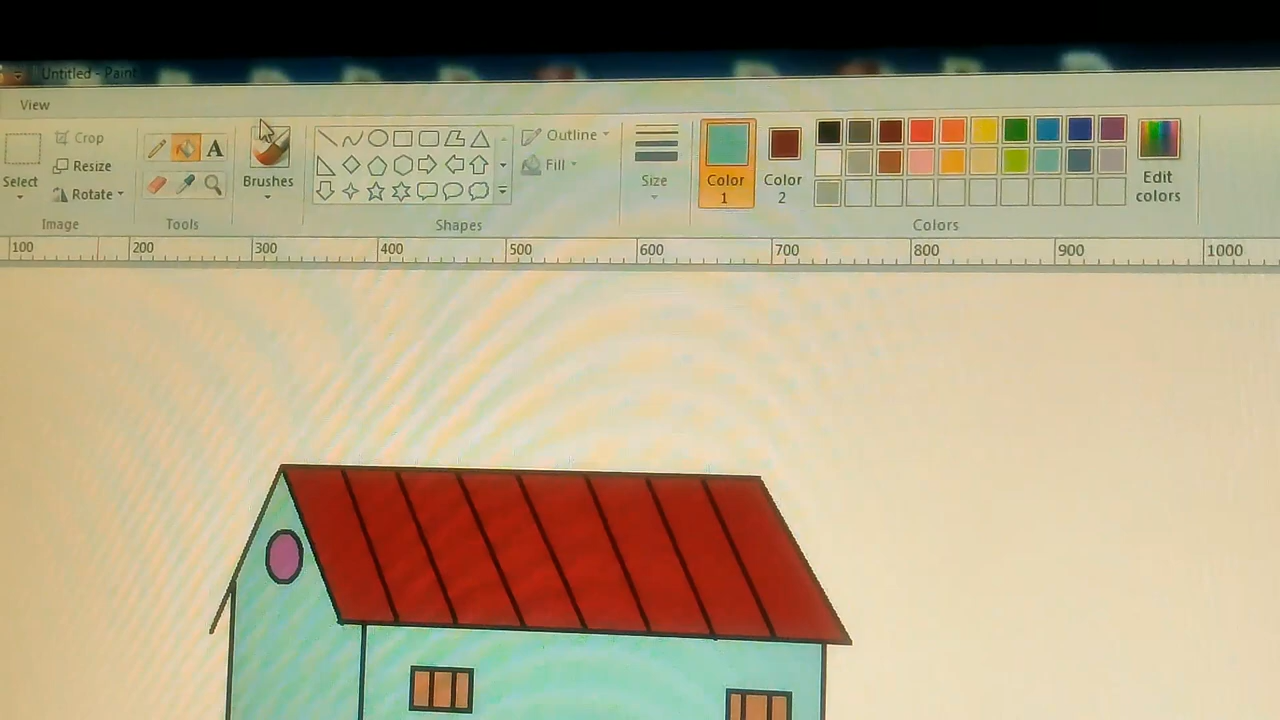 Untitled - Paint
View
Select
Crop
Resize
Rotate
Image
A
Tools
Brushes
Shapes
Outline
Fill
Size
Color
1
Color
2
Edit
colors
Colors
100 200 300 400 500 600 700 800 900 1000